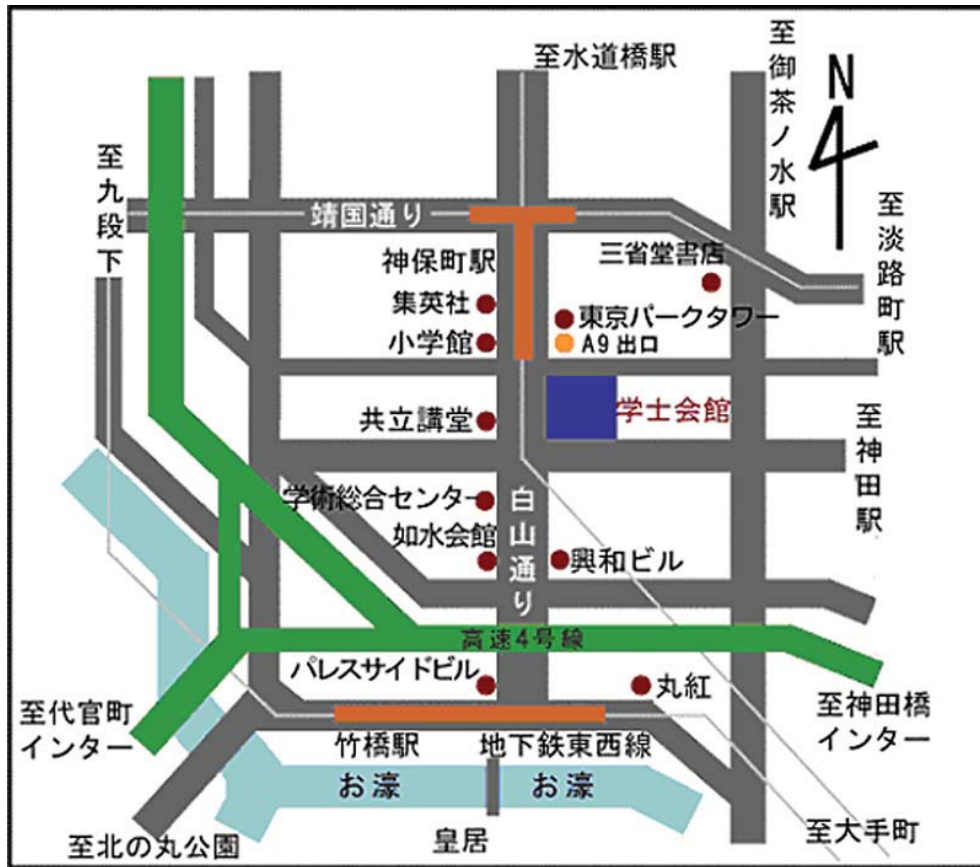 至水道橋駅
至御茶ノ水駅
N
至九段下
至淡路町駅
靖国通り
神保町駅
三省堂書店
集英社
東京パークタワー
小学館
A9出口
学士会館
共立講堂
至神田駅
学術総合センター
白山通り
如水会館
興和ビル
高速4号線
パレスサイドビル
丸紅
至代官町
インター
至神田橋
インター
竹橋駅
地下鉄東西線
お濠
お濠
至北の丸公園
皇居
至大手町